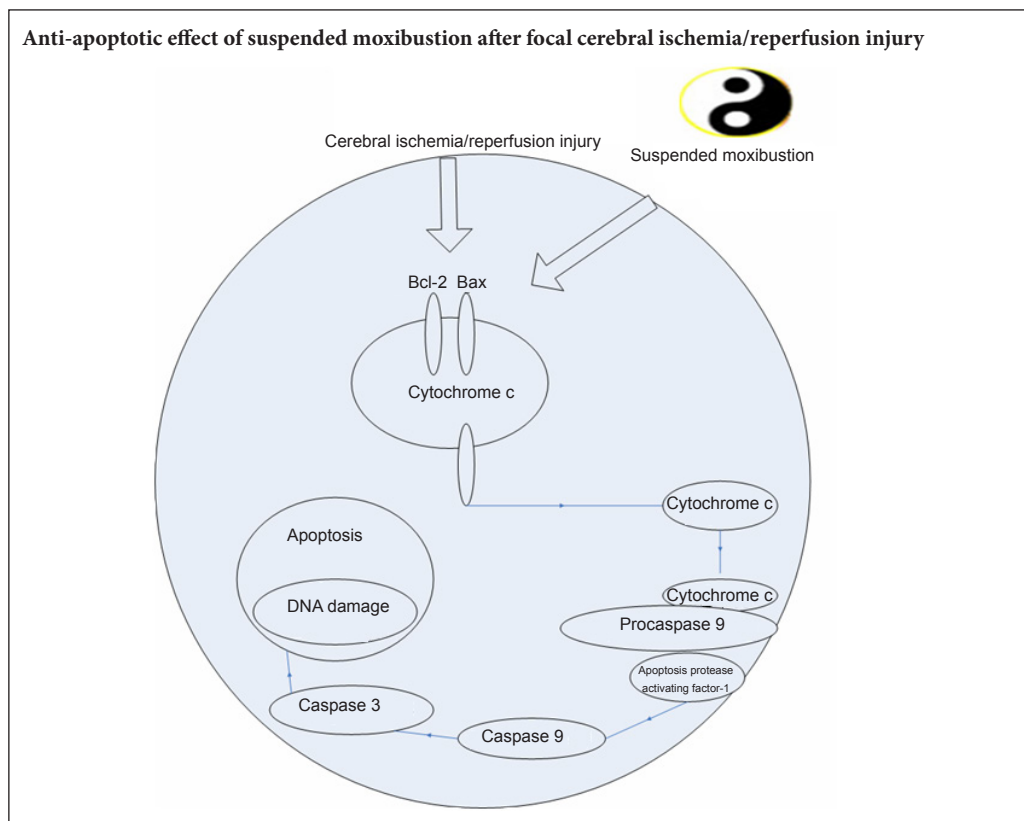 Anti-apoptotic effect of suspended moxibustion after focal cerebral ischemia/reperfusion injury
Cerebral ischemia/reperfusion injury
Suspended moxibustion
Bcl-2 Bax
Cytochrome c
Cytochrome c
Cytochrome c
Procaspase 9
Apoptosis protease
activating factor-1
Caspase 9
Caspase 3
Apoptosis
DNA damage